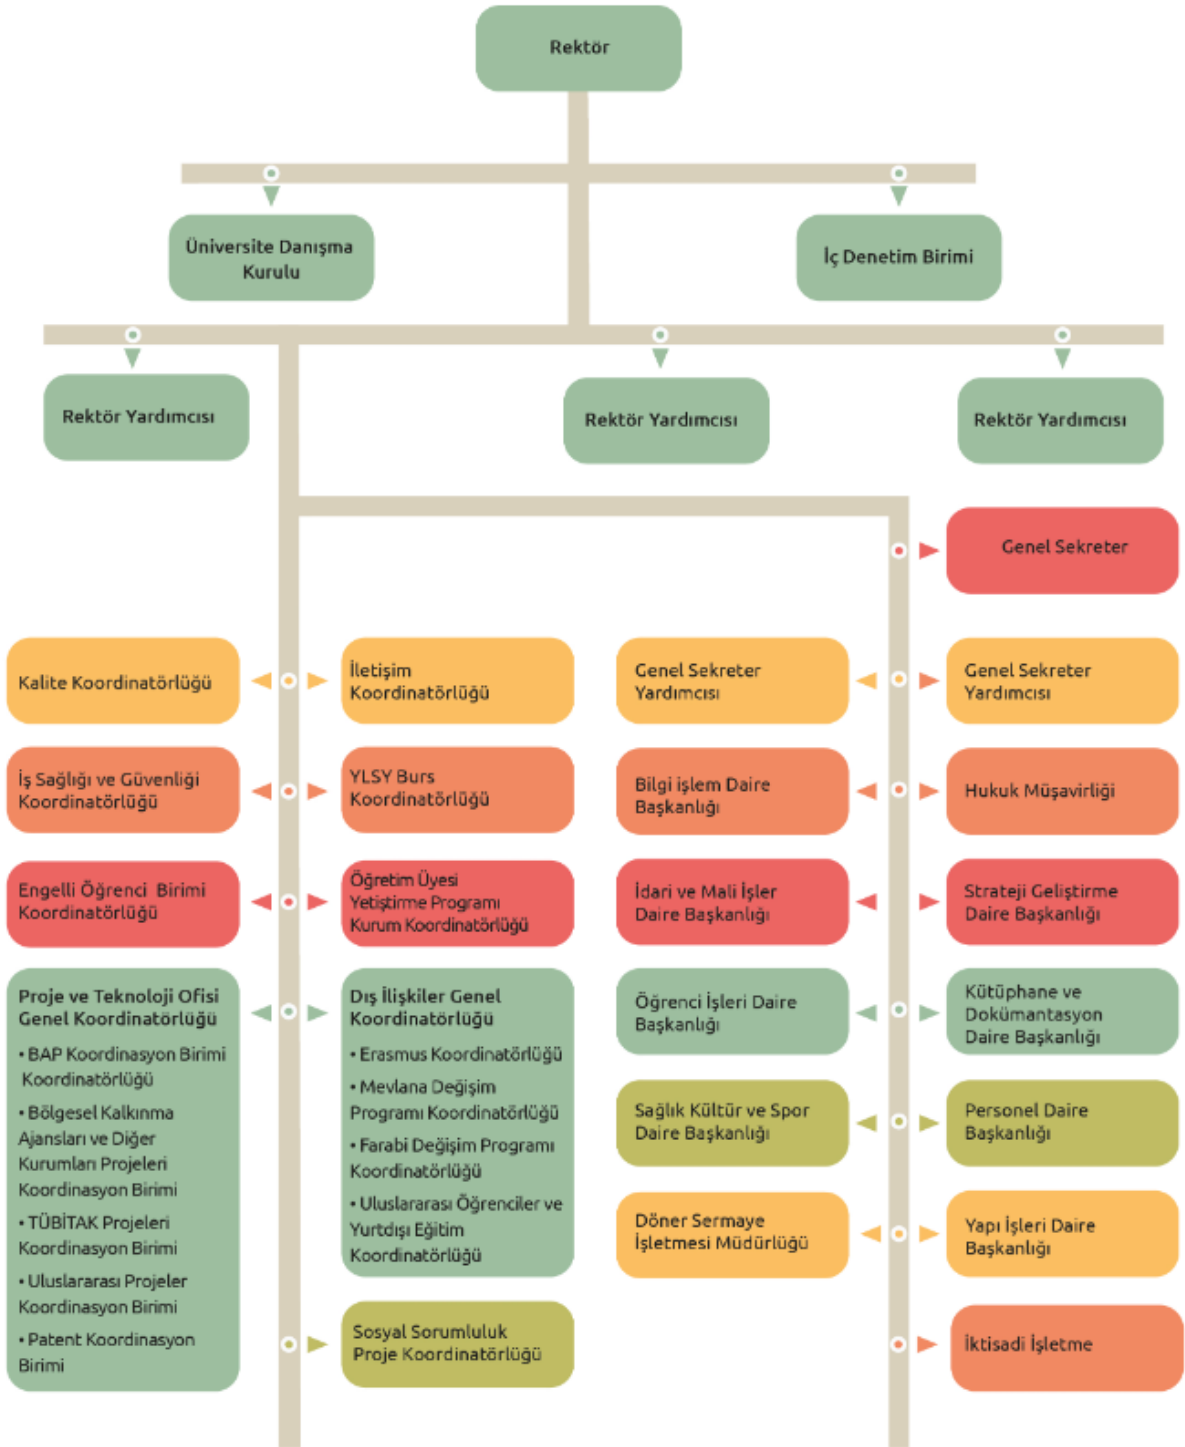 Rektör
Üniversite Danışma
Kurulu
İç Denetim Birimi
Rektör Yardımcısı
Rektör Yardımcısı
Rektör Yardımcısı
Genel Sekreter
Kalite Koordinatörlüğü
İletişim
Koordinatörlüğü
Genel Sekreter
Yardımcısı
Genel Sekreter
Yardımcısı
İş Sağlığı ve Güvenliği
Koordinatörlüğü
YLSY Burs
Koordinatörlüğü
Bilgi işlem Daire
Başkanlığı
Hukuk Müşavirliği
Engelli Öğrenci Birimi
Koordinatörlüğü
Öğretim Üyesi
Yetiştirme Programı
Kurum Koordinatörlüğü
İdari ve Mali İşler
Daire Başkanlığı
Strateji Geliştirme
Daire Başkanlığı
Proje ve Teknoloji Ofisi
Genel Koordinatörlüğü
• BAP Koordinasyon Birimi
Koordinatörlüğü
• Bölgesel Kalkınma
Ajansları ve Diğer
Kurumları Projeleri
Koordinasyon Birimi
• TÜBİTAK Projeleri
Koordinasyon Birimi
• Uluslararası Projeler
Koordinasyon Birimi
• Patent Koordinasyon
Birimi
Dış İlişkiler Genel
Koordinatörlüğü
• Erasmus Koordinatörlüğü
• Mevlana Değişim
Programı Koordinatörlüğü
• Farabi Değişim Programı
Koordinatörlüğü
• Uluslararası Öğrenciler ve
Yurtdışı Eğitim
Koordinatörlüğü
Öğrenci İşleri Daire
Başkanlığı
Kütüphane ve
Dokümantasyon
Daire Başkanlığı
Sağlık Kültür ve Spor
Daire Başkanlığı
Personel Daire
Başkanlığı
Döner Sermaye
İşletmesi Müdürlüğü
Yapı İşleri Daire
Başkanlığı
Sosyal Sorumluluk
Proje Koordinatörlüğü
İktisadi İşletme